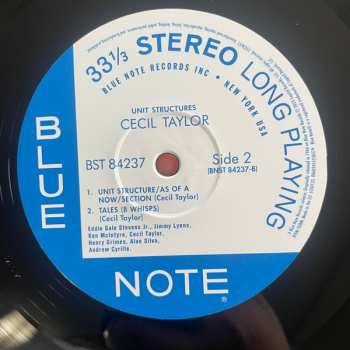 33 1/3 STEREO LONG PLAYING
BLUE NOTE RECORDS INC • NEW YORK USA
UNIT STRUCTURES
CECIL TAYLOR
BST 84237
Side 2
(BNST 84237-B)
1. UNIT STRUCTURE/AS OF A
NOW/SECTION (Cecil Taylor)
2. TALES (8 WHISPS)
(Cecil Taylor)
Eddie Gale Stevens Jr., Jimmy Lyons,
Ken McIntyre, Cecil Taylor,
Henry Grimes, Alan Silva,
Andrew Cyrille.
BLUE
NOTE®